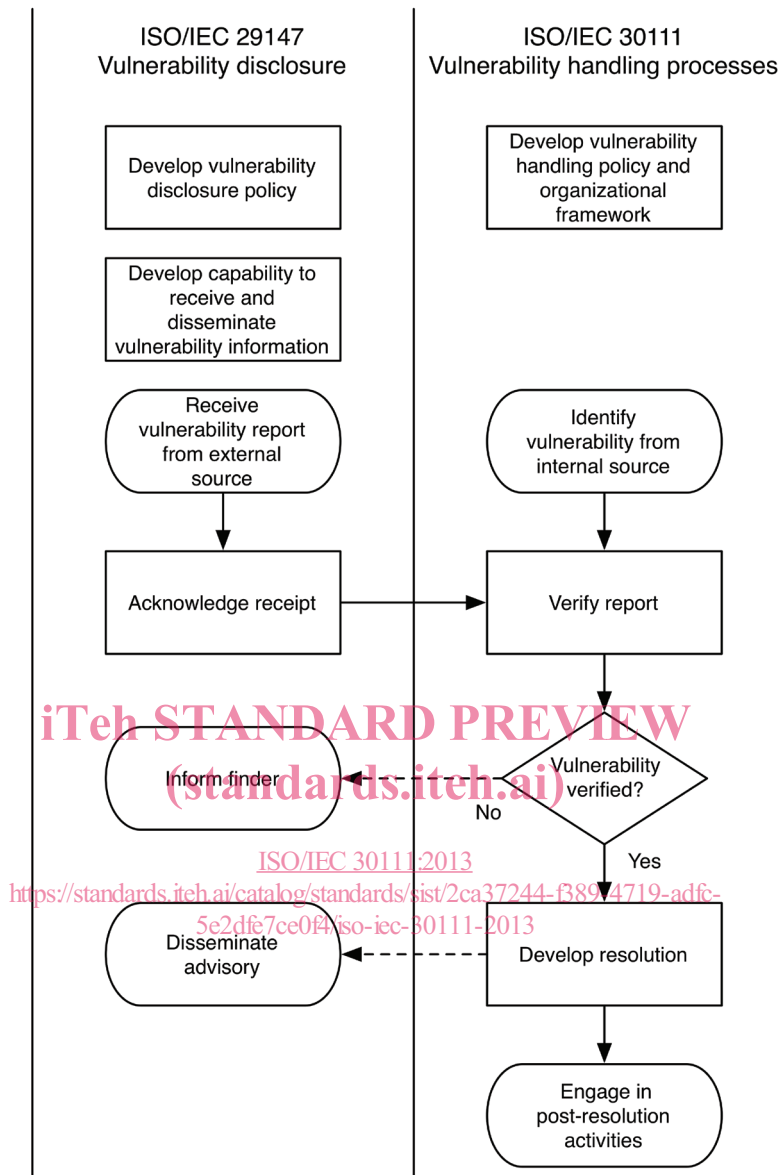 ISO/IEC 29147
Vulnerability disclosure
ISO/IEC 30111
Vulnerability handling processes
Develop vulnerability
disclosure policy
Develop vulnerability
handling policy and
organizational
framework
Develop capability to
receive and
disseminate
vulnerability information
Receive
vulnerability report
from external
source
Identify
vulnerability from
internal source
Acknowledge receipt
Verify report
iTeh STANDARD PREVIEW
(standards.iteh.ai)
Inform finder
Vulnerability
verified?
No
Yes
ISO/IEC 30111:2013
https://standards.iteh.ai/catalog/standards/sist/2ca37244-f389-4719-adfc-
5e2dfe7ce0f4/iso-iec-30111-2013
Disseminate
advisory
Develop resolution
Engage in
post-resolution
activities